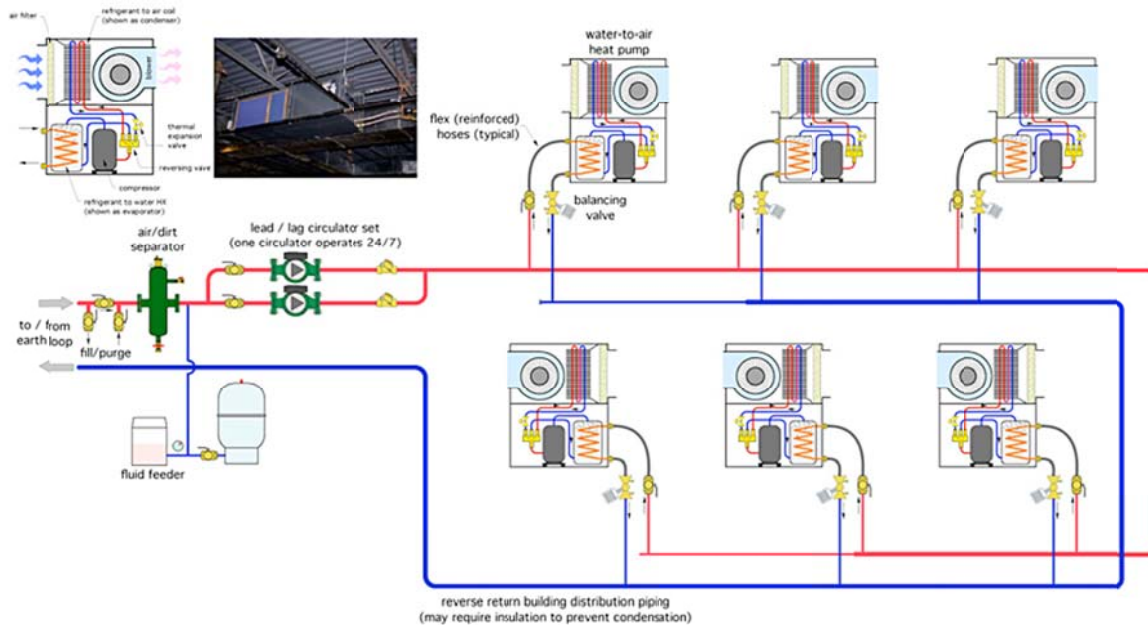 air filter
refrigerant to air coil
(shown as condenser)
blower
thermal
expansion
valve
reversing vave
compressor
refrigerant to water HX
(shown as evaporator)
water-to-air
heat pump
flex (reinforced)
hoses (typical)
balancing
valve
air/dirt
separator
lead / lag circulator set
(one circulator operates 24/7)
to / from
earth loop
fill/purge
fluid feeder
reverse return building distribution piping
(may require insulation to prevent condensation)